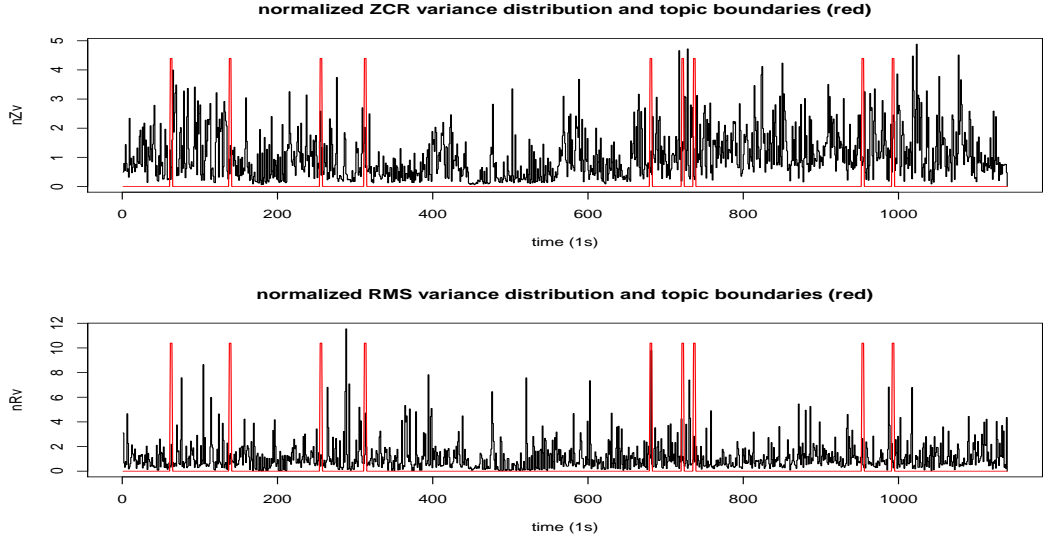 normalized ZCR variance distribution and topic boundaries (red)
nZv
5
4
3
2
1
0
0 200 400 600 800 1000
time (1s)
normalized RMS variance distribution and topic boundaries (red)
nRv
12
10
8
6
4
2
0
0 200 400 600 800 1000
time (1s)